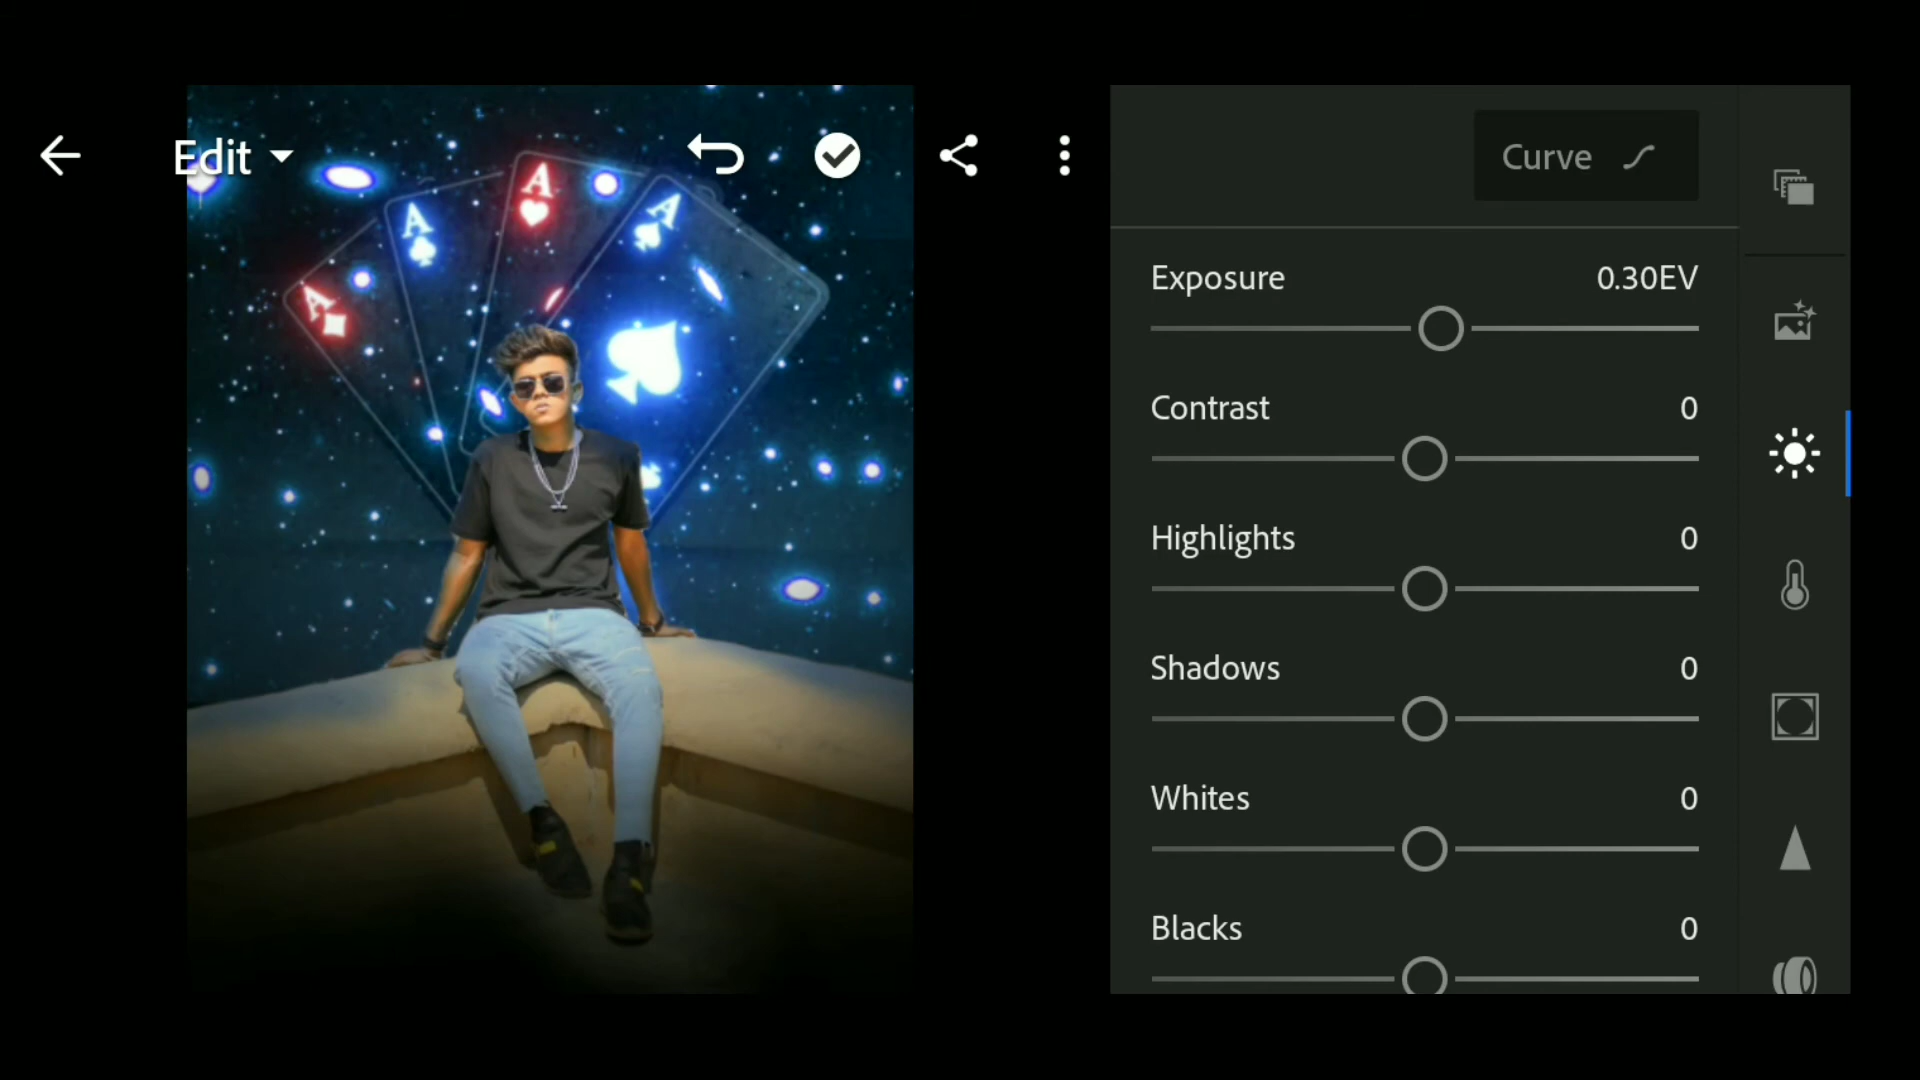 Edit
Curve
Exposure 0.30EV
Contrast 0
Highlights 0
Shadows 0
Whites 0
Blacks 0
A
A
A
A